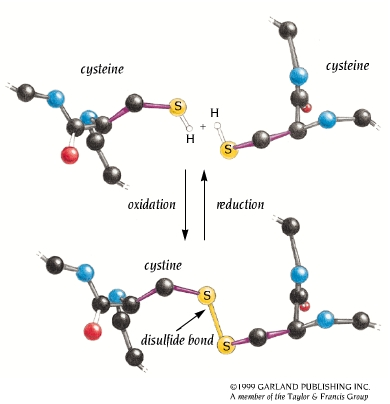 cysteine
cysteine
S
H
H
+
S
oxidation
reduction
cystine
S
S
disulfide bond
©1999 GARLAND PUBLISHING INC.
A member of the Taylor & Francis Group